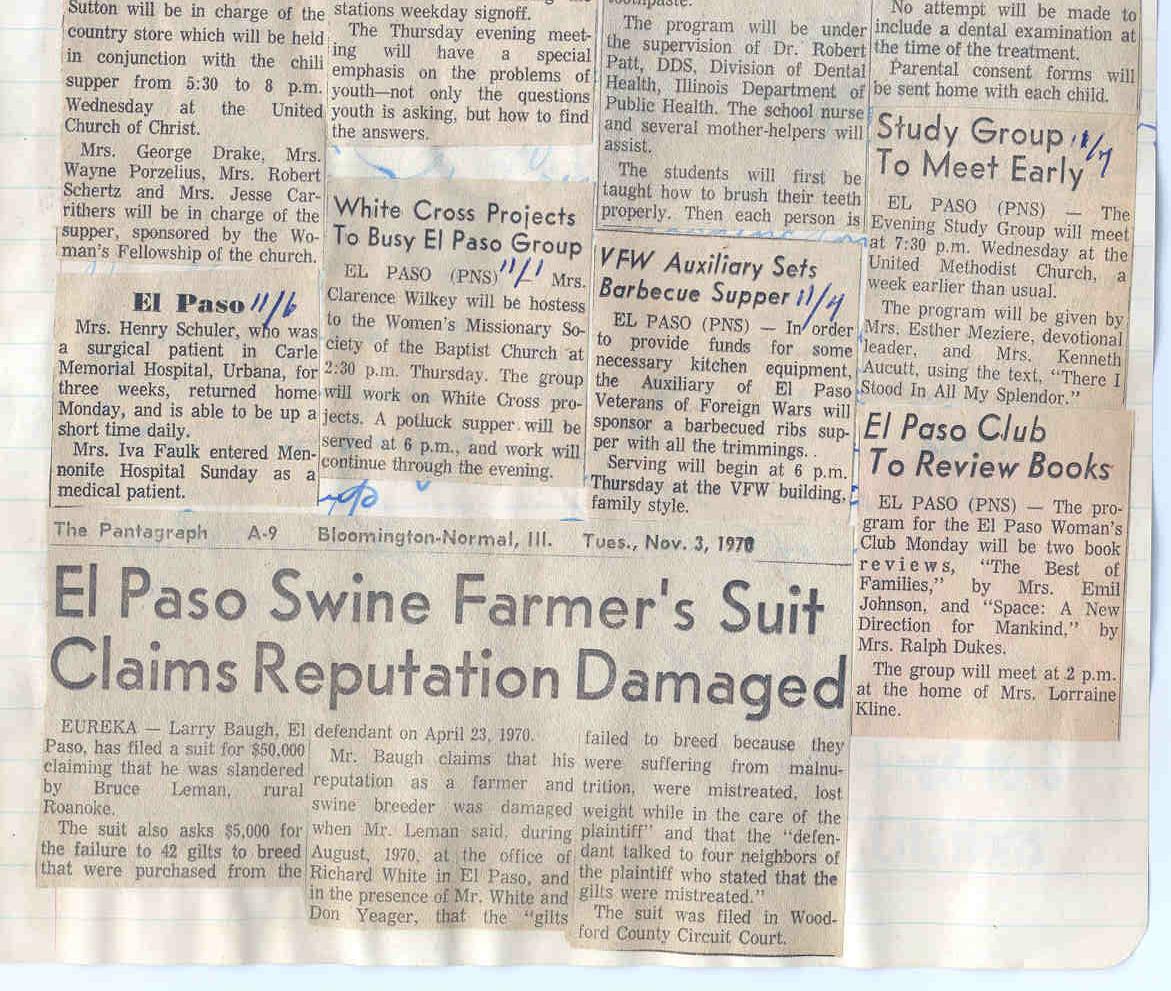 Sutton will be in charge of the
country store which will be held
in conjunction with the chili
supper from 5:30 to 8 p.m.
Wednesday at the United
Church of Christ.
Mrs. George Drake, Mrs.
Wayne Porzelius, Mrs. Robert
Schertz and Mrs. Jesse Car-
rithers will be in charge of the
supper, sponsored by the Wo-
man's Fellowship of the church.
El Paso 11/6
Mrs. Henry Schuler, who was
a surgical patient in Carle
Memorial Hospital, Urbana, for
three weeks, returned home
Monday, and is able to be up a
short time daily.
Mrs. Iva Faulk entered Men-
nonite Hospital Sunday as a
medical patient.
stations weekday signoff.
The Thursday evening meet-
ing will have a special
emphasis on the problems of
youth—not only the questions
youth is asking, but how to find
the answers.
White Cross Projects
To Busy El Paso Group
EL PASO (PNS) 11/1 Mrs.
Clarence Wilkey will be hostess
to the Women's Missionary So-
ciety of the Baptist Church at
2:30 p.m. Thursday. The group
will work on White Cross pro-
jects. A potluck supper will be
served at 6 p.m., and work will
continue through the evening.
toothpaste.
The program will be under
the supervision of Dr. Robert
Patt, DDS, Division of Dental
Health, Illinois Department of
Public Health. The school nurse
and several mother-helpers will
assist.
The students will first be
taught how to brush their teeth
properly. Then each person is
VFW Auxiliary Sets
Barbecue Supper 11/4
EL PASO (PNS) — In order
to provide funds for some
necessary kitchen equipment,
the Auxiliary of El Paso
Veterans of Foreign Wars will
sponsor a barbecued ribs sup-
per with all the trimmings. .
Serving will begin at 6 p.m.
Thursday at the VFW building,
family style.
No attempt will be made to
include a dental examination at
the time of the treatment.
Parental consent forms will
be sent home with each child.
Study Group
To Meet Early
EL PASO (PNS) — The
Evening Study Group will meet
at 7:30 p.m. Wednesday at the
United Methodist Church, a
week earlier than usual.
The program will be given by
Mrs. Esther Meziere, devotional
leader, and Mrs. Kenneth
Aucutt, using the text, "There I
Stood In All My Splendor."
El Paso Club
To Review Books
EL PASO (PNS) — The pro-
gram for the El Paso Woman's
Club Monday will be two book
reviews, "The Best of
Families," by Mrs. Emil
Johnson, and "Space: A New
Direction for Mankind," by
Mrs. Ralph Dukes.
The group will meet at 2 p.m.
at the home of Mrs. Lorraine
Kline.
The Pantagraph A-9 Bloomington-Normal, Ill. Tues., Nov. 3, 1970
El Paso Swine Farmer's Suit
Claims Reputation Damaged
EUREKA — Larry Baugh, El
Paso, has filed a suit for $50,000
claiming that he was slandered
by Bruce Leman, rural
Roanoke.
The suit also asks $5,000 for
the failure to 42 gilts to breed
that were purchased from the
defendant on April 23, 1970.
Mr. Baugh claims that his
reputation as a farmer and
swine breeder was damaged
when Mr. Leman said, during
August, 1970, at the office of
Richard White in El Paso, and
in the presence of Mr. White and
Don Yeager, that the "gilts
failed to breed because they
were suffering from malnu-
trition, were mistreated, lost
weight while in the care of the
plaintiff" and that the "defen-
dant talked to four neighbors of
the plaintiff who stated that the
gilts were mistreated."
The suit was filed in Wood-
ford County Circuit Court.